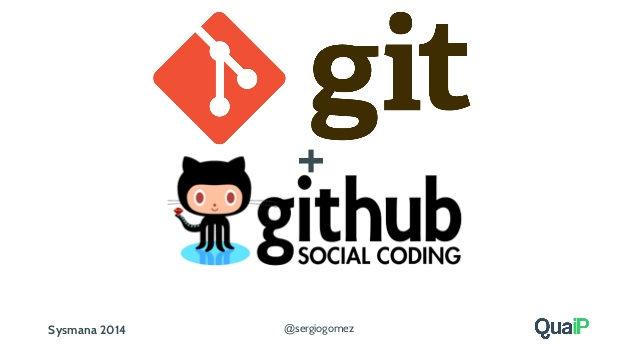 git
+
github
SOCIAL CODING
Sysmana 2014
@sergiogomez
QuaiP